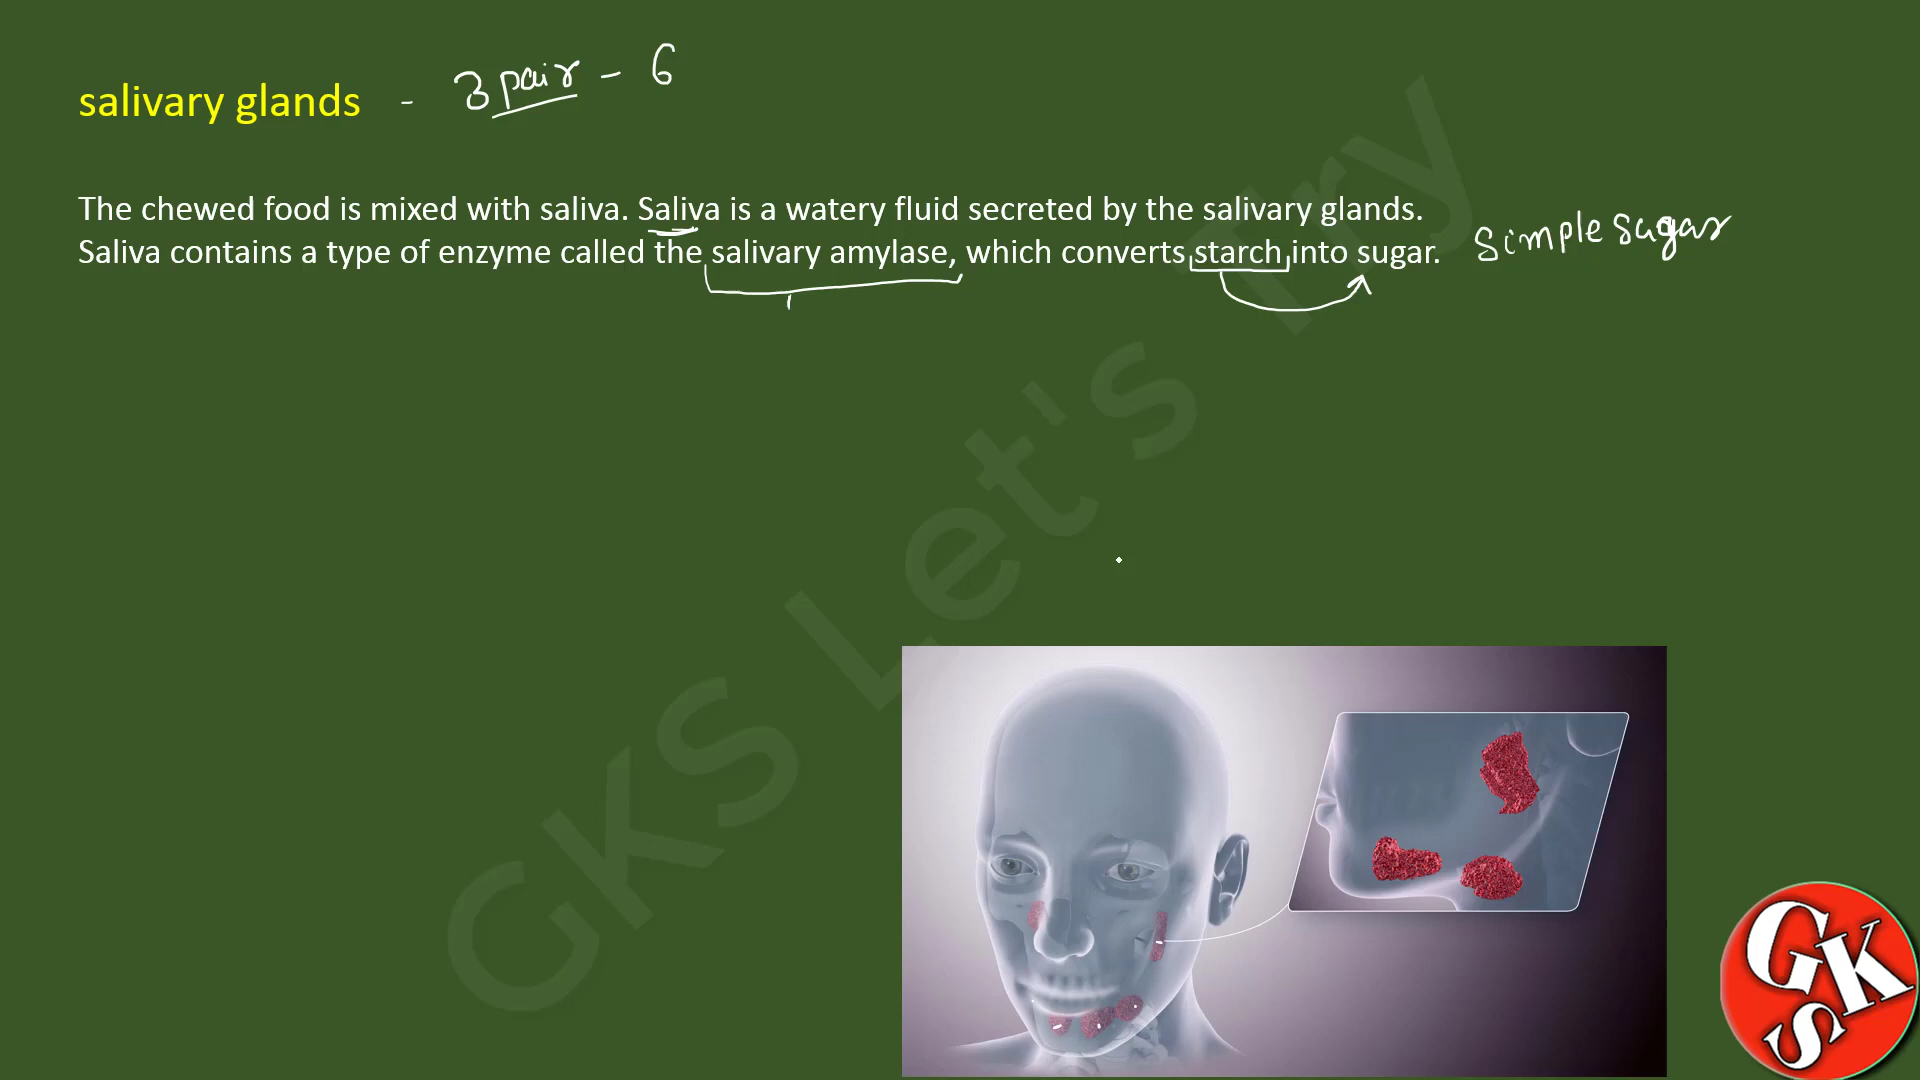 salivary glands - 3 pair - 6
The chewed food is mixed with saliva. Saliva is a watery fluid secreted by the salivary glands.
Saliva contains a type of enzyme called the salivary amylase, which converts starch into sugar. Simple Sugar
GKS Let's Try
GKS